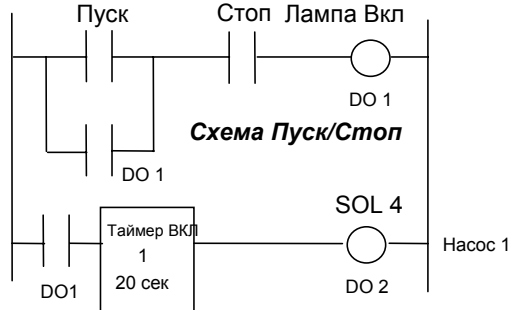 Пуск
Стоп
Лампа Вкл
DO 1
Схема Пуск/Стоп
DO 1
SOL 4
Таймер ВКЛ
1
20 сек
Насос 1
DO1
DO 2